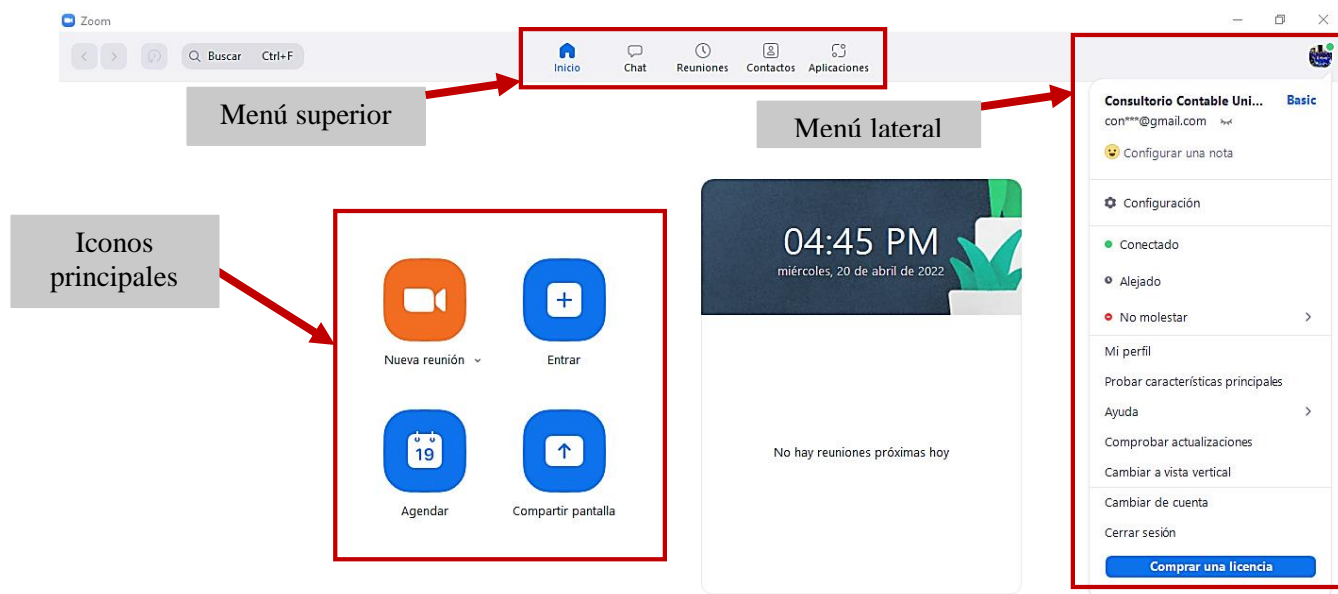 Zoom
Buscar Ctrl+F
Inicio Chat Reuniones Contactos Aplicaciones
Menú superior
Menú lateral
Consultorio Contable Uni... Basic
con***@gmail.com
Configurar una nota
Configuración
Conectado
Alejado
No molestar
Mi perfil
Probar características principales
Ayuda
Comprobar actualizaciones
Cambiar a vista vertical
Cambiar de cuenta
Cerrar sesión
Comprar una licencia
Iconos
principales
Nueva reunión
Entrar
19
Agendar
Compartir pantalla
04:45 PM
miércoles, 20 de abril de 2022
No hay reuniones próximas hoy